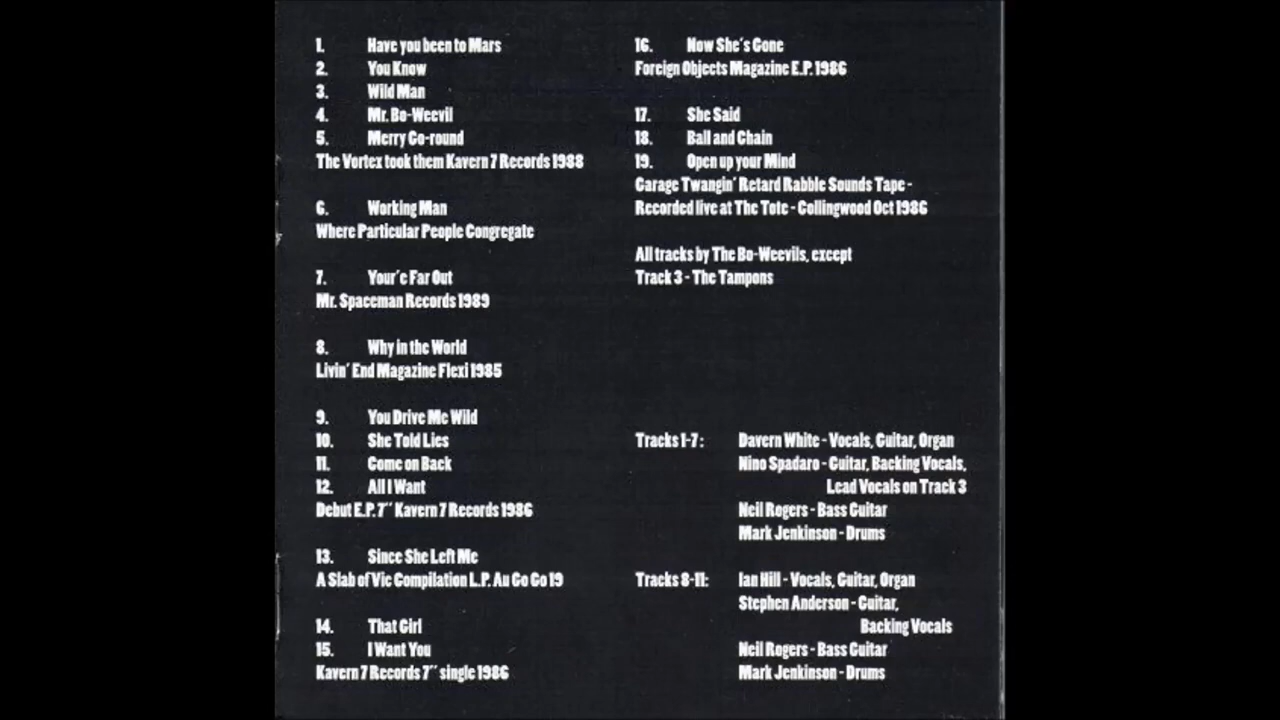 1. Have you been to Mars
2. You Know
3. Wild Man
4. Mr. Bo-Weevil
5. Merry Go-round
The Vortex took them Kavern 7 Records 1988
6. Working Man
Where Particular People Congregate
7. Your'e Far Out
Mr. Spaceman Records 1989
8. Why in the World
Livin' End Magazine Flexi 1985
9. You Drive Me Wild
10. She Told Lies
11. Come on Back
12. All I Want
Debut E.P. 7" Kavern 7 Records 1986
13. Since She Left Me
A Slab of Vic Compilation L.P. Au Go Go 19
14. That Girl
15. I Want You
Kavern 7 Records 7" single 1986
16. Now She's Gone
Foreign Objects Magazine E.P. 1986
17. She Said
18. Ball and Chain
19. Open up your Mind
Garage Twangin' Retard Rabble Sounds Tape -
Recorded live at The Tote - Collingwood Oct 1986
All tracks by The Bo-Weevils, except
Track 3 - The Tampons
Tracks 1-7: Davern White - Vocals, Guitar, Organ
Nino Spadaro - Guitar, Backing Vocals,
Lead Vocals on Track 3
Neil Rogers - Bass Guitar
Mark Jenkinson - Drums
Tracks 8-11: Ian Hill - Vocals, Guitar, Organ
Stephen Anderson - Guitar,
Backing Vocals
Neil Rogers - Bass Guitar
Mark Jenkinson - Drums